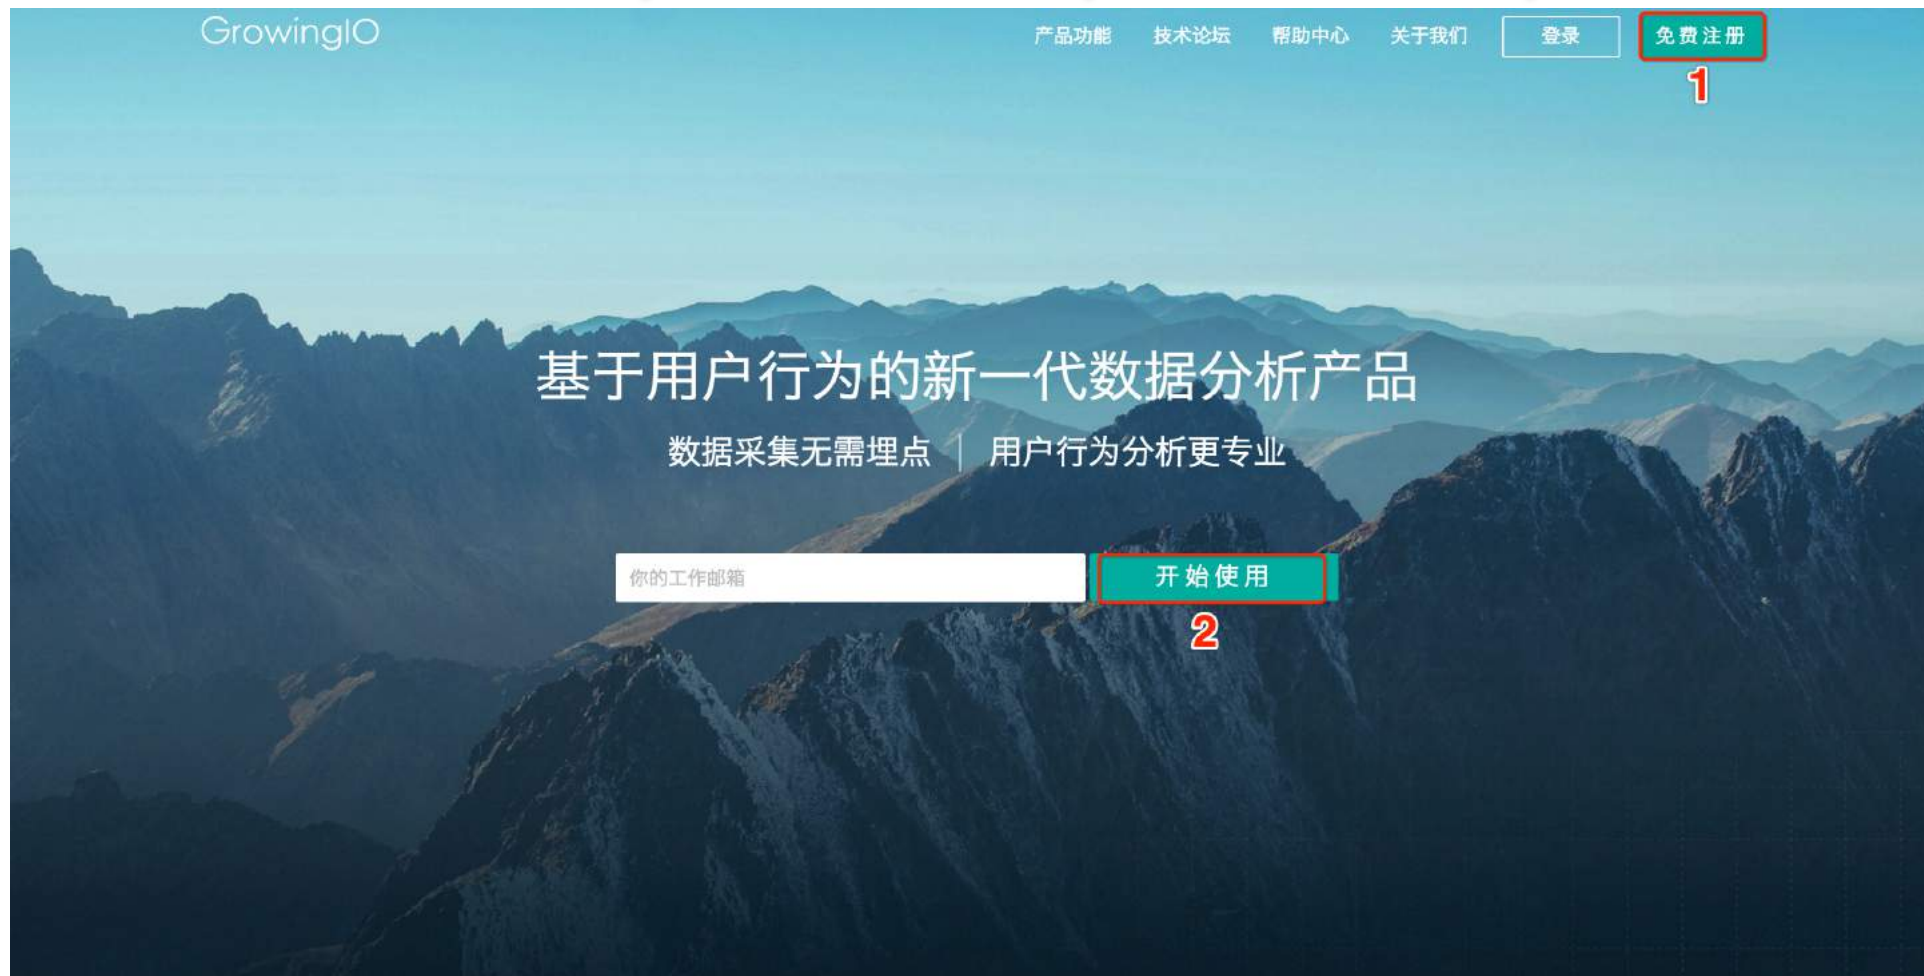 GrowingIO
产品功能 技术论坛 帮助中心 关于我们 登录 免费注册
1
基于用户行为的新一代数据分析产品
数据采集无需埋点 | 用户行为分析更专业
你的工作邮箱 开始使用
2